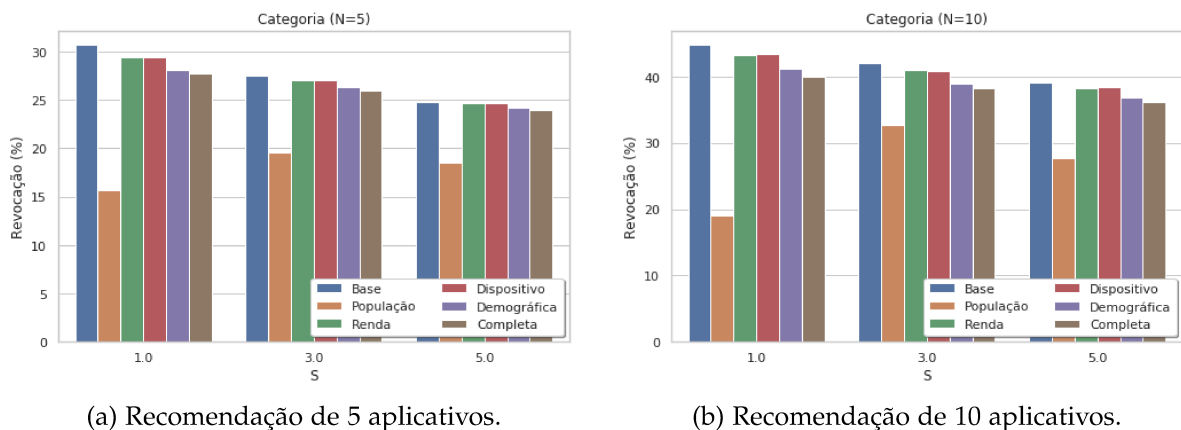 Categoria (N=5)
Revocação (%)
30
25
20
15
10
5
0
Base
População
Renda
Dispositivo
Demográfica
Completa
1.0
3.0
5.0
S
(a) Recomendação de 5 aplicativos.
Categoria (N=10)
Revocação (%)
40
30
20
10
0
Base
População
Renda
Dispositivo
Demográfica
Completa
1.0
3.0
5.0
S
(b) Recomendação de 10 aplicativos.